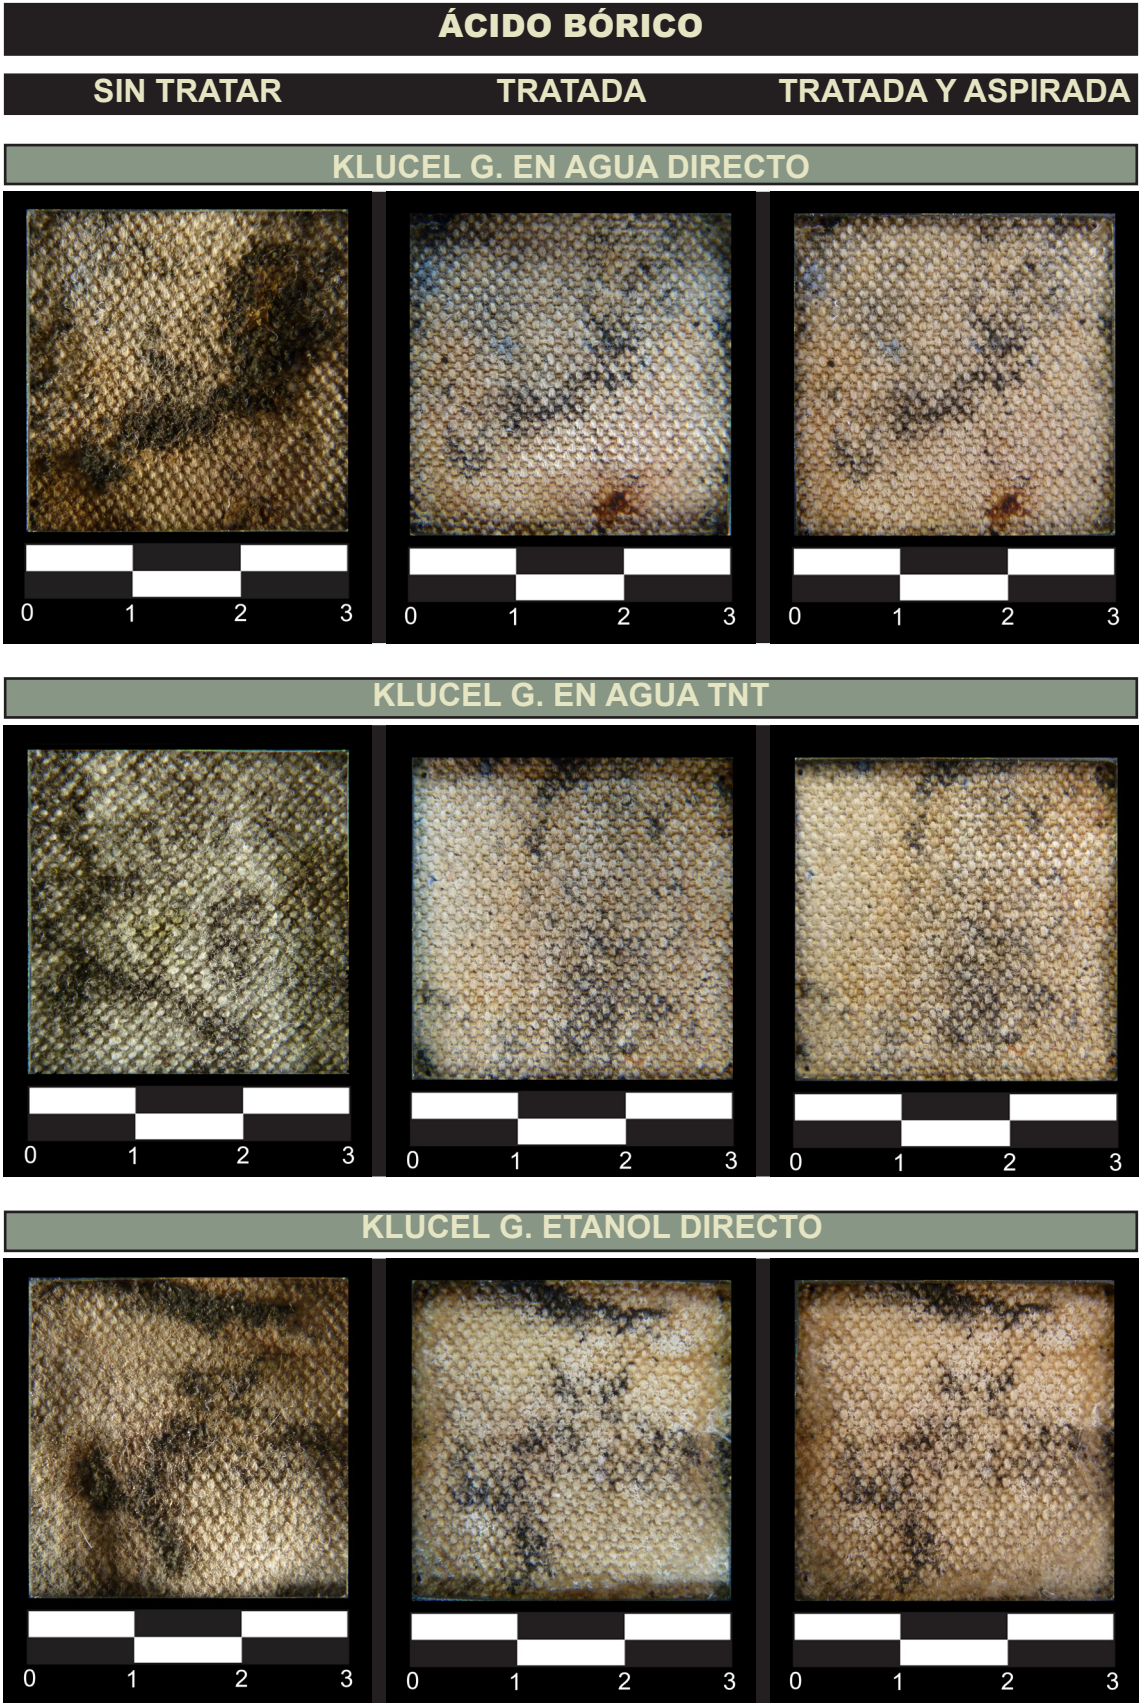 ÁCIDO BÓRICO
SIN TRATAR TRATADA TRATADA Y ASPIRADA
KLUCEL G. EN AGUA DIRECTO
0 1 2 3 0 1 2 3 0 1 2 3
KLUCEL G. EN AGUA TNT
0 1 2 3 0 1 2 3 0 1 2 3
KLUCEL G. ETANOL DIRECTO
0 1 2 3 0 1 2 3 0 1 2 3